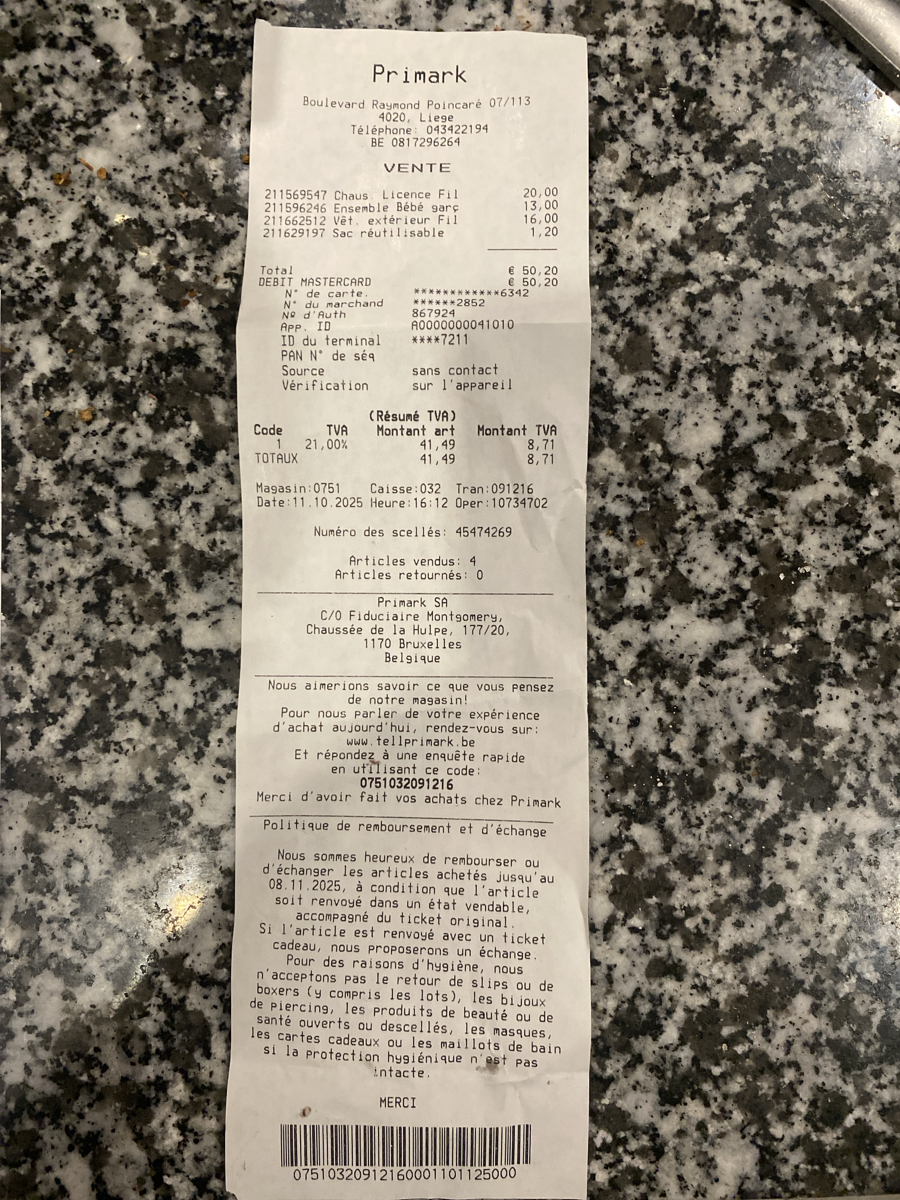 Primark
Boulevard Raymond Poincaré 07/113
4020, Liege
Téléphone: 043422194
BE 0817296264
VENTE
211569547 Chaus. Licence Fil 20,00
211596246 Ensemble Bébé garç 13,00
211662512 Vêt. extérieur Fil 16,00
211629197 Sac réutilisable 1,20
Total € 50,20
DEBIT MASTERCARD € 50,20
N° de carte. ************6342
N° du marchand ******2852
Nº d'Auth 867924
App. ID A0000000041010
ID du terminal ****7211
PAN N° de séq
Source sans contact
Vérification sur l'appareil
(Résumé TVA)
Code TVA Montant art Montant TVA
1 21,00% 41,49 8,71
TOTAUX 41,49 8,71
Magasin:0751 Caisse:032 Tran:091216
Date:11.10.2025 Heure:16:12 Oper:10734702
Numéro des scellés: 45474269
Articles vendus: 4
Articles retournés: 0
Primark SA
C/O Fiduciaire Montgomery,
Chaussée de la Hulpe, 177/20,
1170 Bruxelles
Belgique
Nous aimerions savoir ce que vous pensez
de notre magasin!
Pour nous parler de votre expérience
d'achat aujourd'hui, rendez-vous sur:
www.tellprimark.be
Et répondez à une enquête rapide
en utilisant ce code:
0751032091216
Merci d'avoir fait vos achats chez Primark
Politique de remboursement et d'échange
Nous sommes heureux de rembourser ou
d'échanger les articles achetés jusqu'au
08.11.2025, à condition que l'article
soit renvoyé dans un état vendable,
accompagné du ticket original.
Si l'article est renvoyé avec un ticket
cadeau, nous proposerons un échange.
Pour des raisons d'hygiène, nous
n'acceptons pas le retour de slips ou de
boxers (y compris les lots), les bijoux
de piercing, les produits de beauté ou de
santé ouverts ou descellés, les masques,
les cartes cadeaux ou les maillots de bain
si la protection hygiénique n'est pas
intacte.
MERCI
07510320912160001101125000